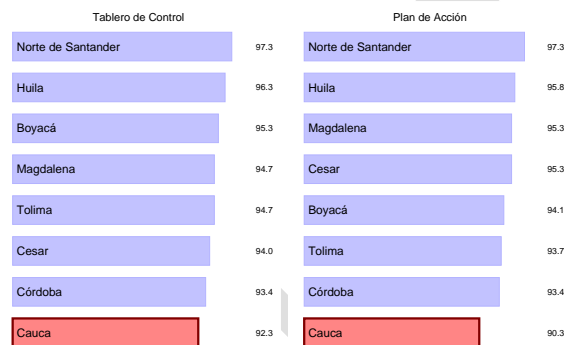 Tablero de Control
Norte de Santander 97.3
Huila 96.3
Boyacá 95.3
Magdalena 94.7
Tolima 94.7
Cesar 94.0
Córdoba 93.4
Cauca 92.3
Plan de Acción
Norte de Santander 97.3
Huila 95.8
Magdalena 95.3
Cesar 95.3
Boyacá 94.1
Tolima 93.7
Córdoba 93.4
Cauca 90.3